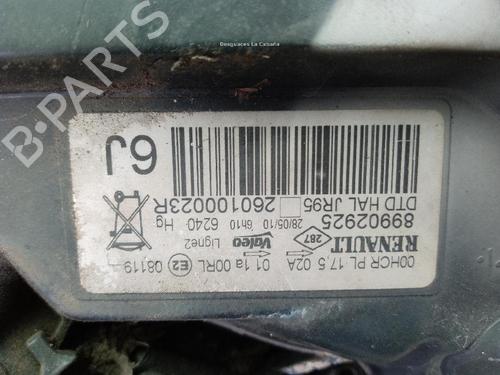 Desguaces La Cabaña
B-PARTS
RENAULT
89902925
DTD HAL JR95
00HCR PL 17,5 02A
287
28/05/10 6h10 6240 Hg
260100023R
Valeo Ligne2
01 1a 00RL E2 08119
6J